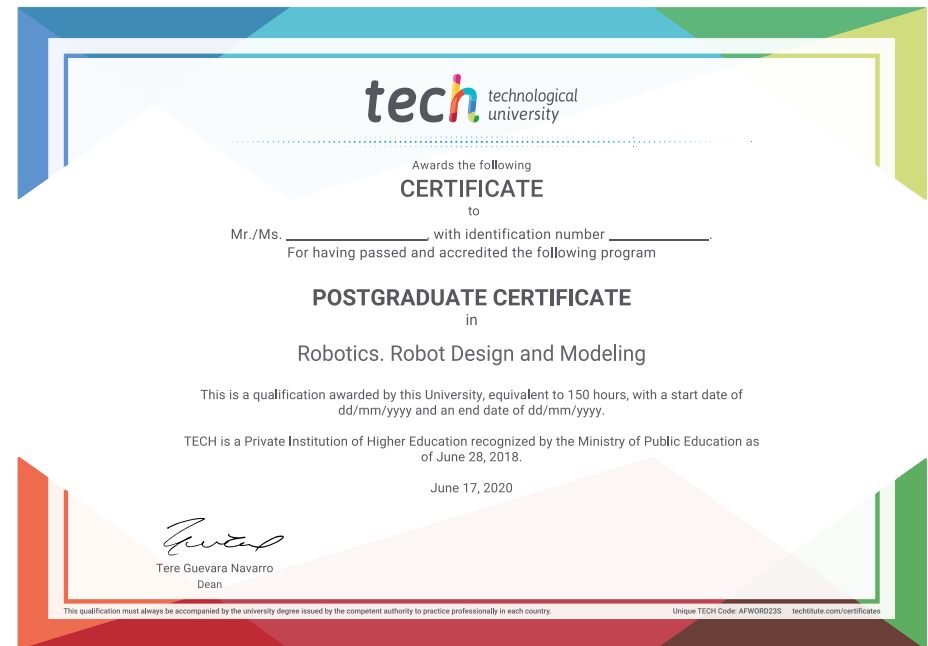 tech technological
university
Awards the following
CERTIFICATE
to
Mr./Ms. ____________________, with identification number ______________.
For having passed and accredited the following program
POSTGRADUATE CERTIFICATE
in
Robotics. Robot Design and Modeling
This is a qualification awarded by this University, equivalent to 150 hours, with a start date of
dd/mm/yyyy and an end date of dd/mm/yyyy.
TECH is a Private Institution of Higher Education recognized by the Ministry of Public Education as
of June 28, 2018.
June 17, 2020
Tere Guevara Navarro
Dean
This qualification must always be accompanied by the university degree issued by the competent authority to practice professionally in each country. Unique TECH Code: AFWORD23S techtitute.com/certificates